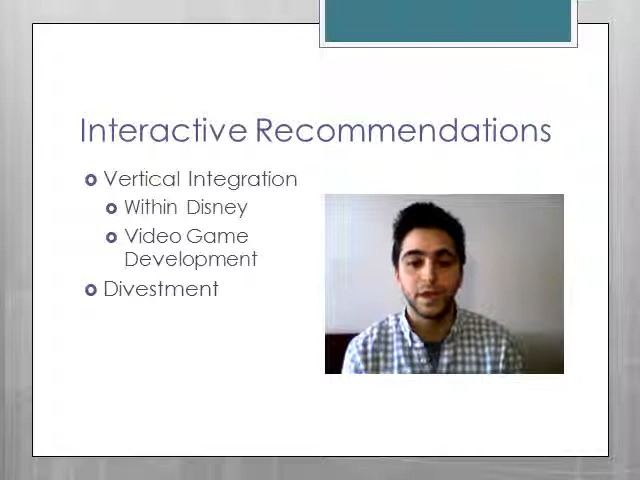 Interactive Recommendations
Vertical Integration
Within Disney
Video Game
Development
Divestment